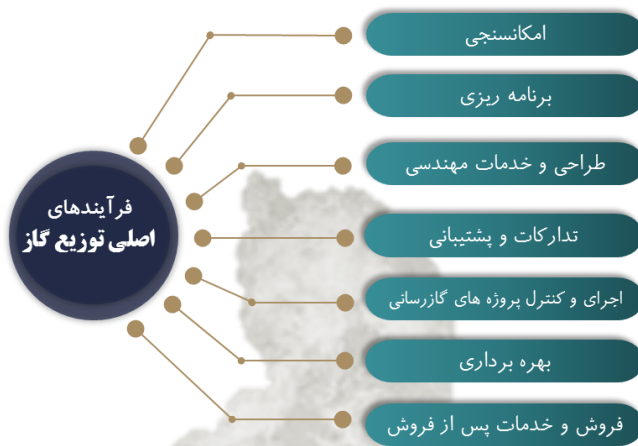 فرآیندهای
اصلی توزیع گاز
امکانسنجی
برنامه ریزی
طراحی و خدمات مهندسی
تدارکات و پشتیبانی
اجرای و کنترل پروژه های گازرسانی
بهره برداری
فروش و خدمات پس از فروش